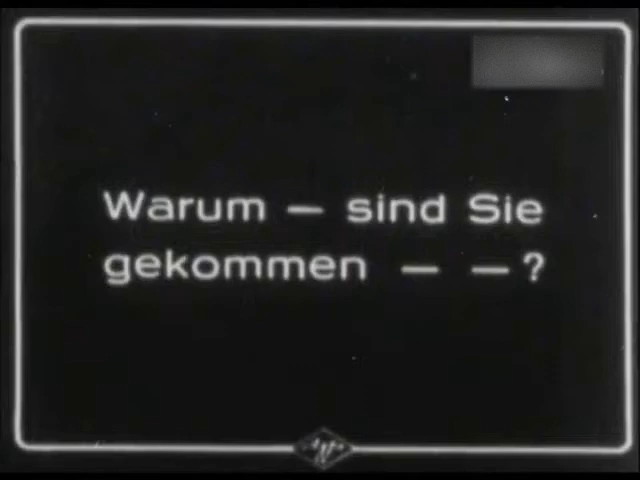 Warum — sind Sie
gekommen — — ?